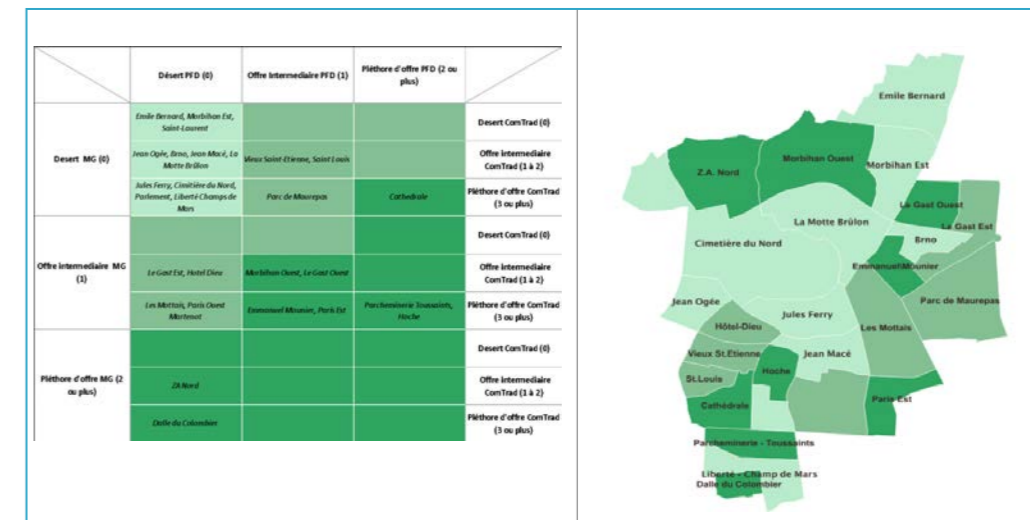 Désert PFD (0)
Offre Intermediaire PFD (1)
Pléthore d'offre PFD (2 ou
plus)
Desert MG (0)
Emile Bernard, Morbihan Est,
Saint-Laurent
Desert ComTrad (0)
Jean Ogée, Brno, Jean Macé, La
Motte Brûlon
Vieux Saint-Etienne, Saint Louis
Offre intermediaire
ComTrad (1 à 2)
Jules Ferry, Cimitière du Nord,
Parlement, Liberté Champs de
Mars
Parc de Maurepas
Cathedrale
Pléthore d'offre ComTrad
(3 ou plus)
Offre intermediaire MG
(1)
Desert ComTrad (0)
Le Gast Est, Hotel Dieu
Morbihan Ouest, Le Gast Ouest
Offre intermediaire
ComTrad (1 à 2)
Les Mottais, Paris Ouest
Martenot
Emmanuel Mounier, Paris Est
Parcheminerie Toussaints,
Hoche
Pléthore d'offre ComTrad
(3 ou plus)
Pléthore d'offre MG (2
ou plus)
Desert ComTrad (0)
ZA Nord
Offre intermediaire
ComTrad (1 à 2)
Dalle du Colombier
Pléthore d'offre ComTrad
(3 ou plus)
Emile Bernard
Morbihan Ouest
Morbihan Est
Z.A. Nord
Le Gast Ouest
La Motte Brûlon
Le Gast Est
Brno
Cimetière du Nord
Emmanuel Mounier
Jean Ogée
Parc de Maurepas
Jules Ferry
Hôtel-Dieu
Les Mottais
Vieux St.Etienne
Jean Macé
Hoche
St.Louis
Paris Est
Cathédrale
Parcheminerie - Toussaints
Liberté - Champ de Mars
Dalle du Colombier